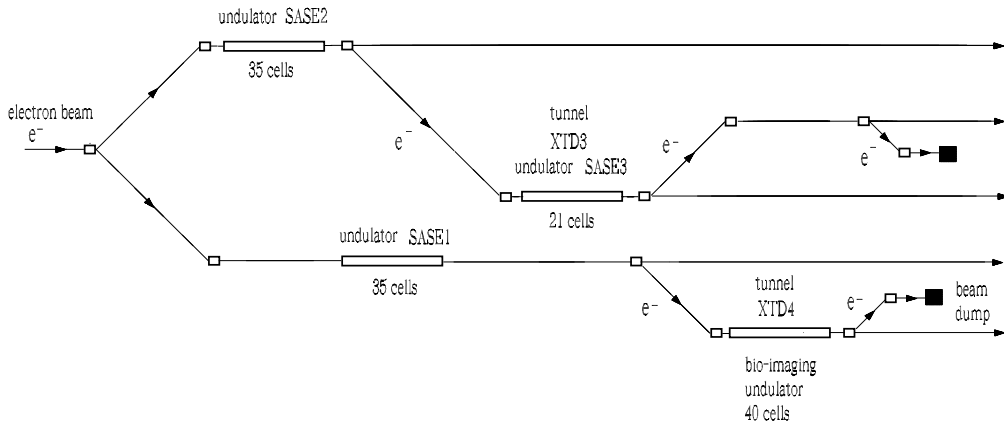 undulator SASE2
35 cells
electron beam
e⁻
e⁻
tunnel
XTD3
undulator SASE3
21 cells
e⁻
e⁻
undulator SASE1
35 cells
e⁻
tunnel
XTD4
e⁻
beam
dump
bio-imaging
undulator
40 cells